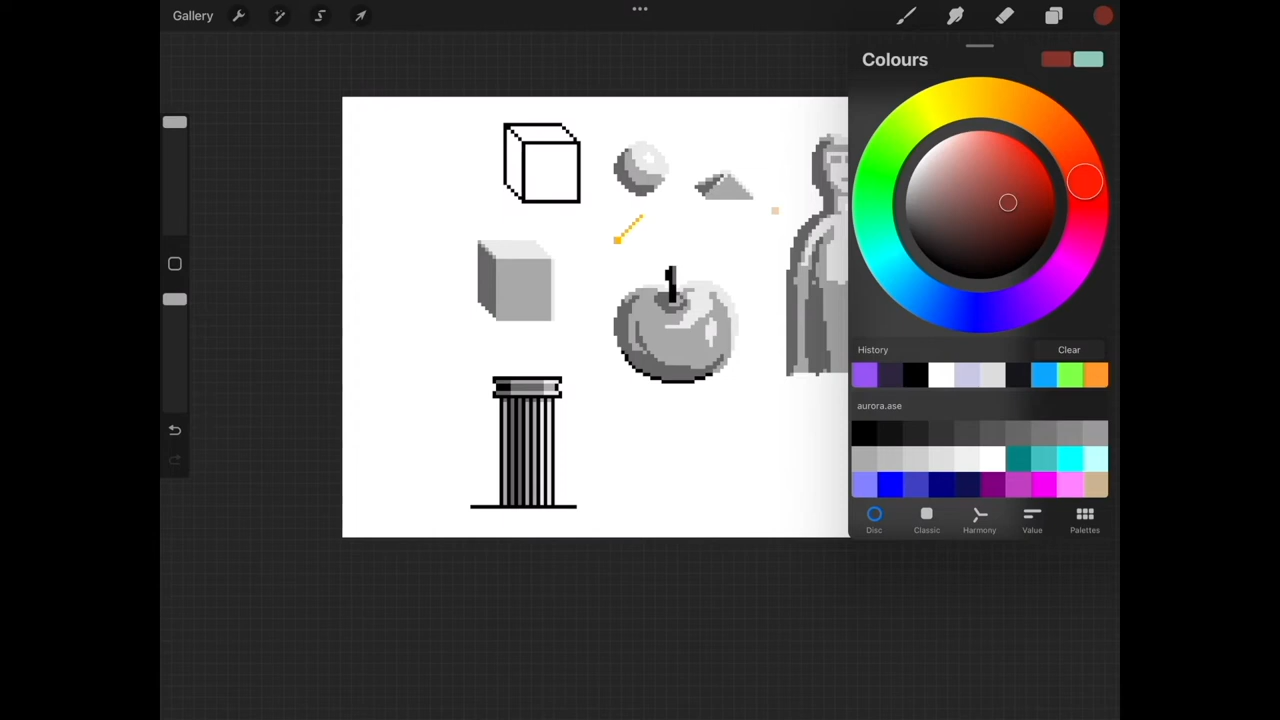 Gallery
Colours
History
Clear
aurora.ase
Disc
Classic
Harmony
Value
Palettes